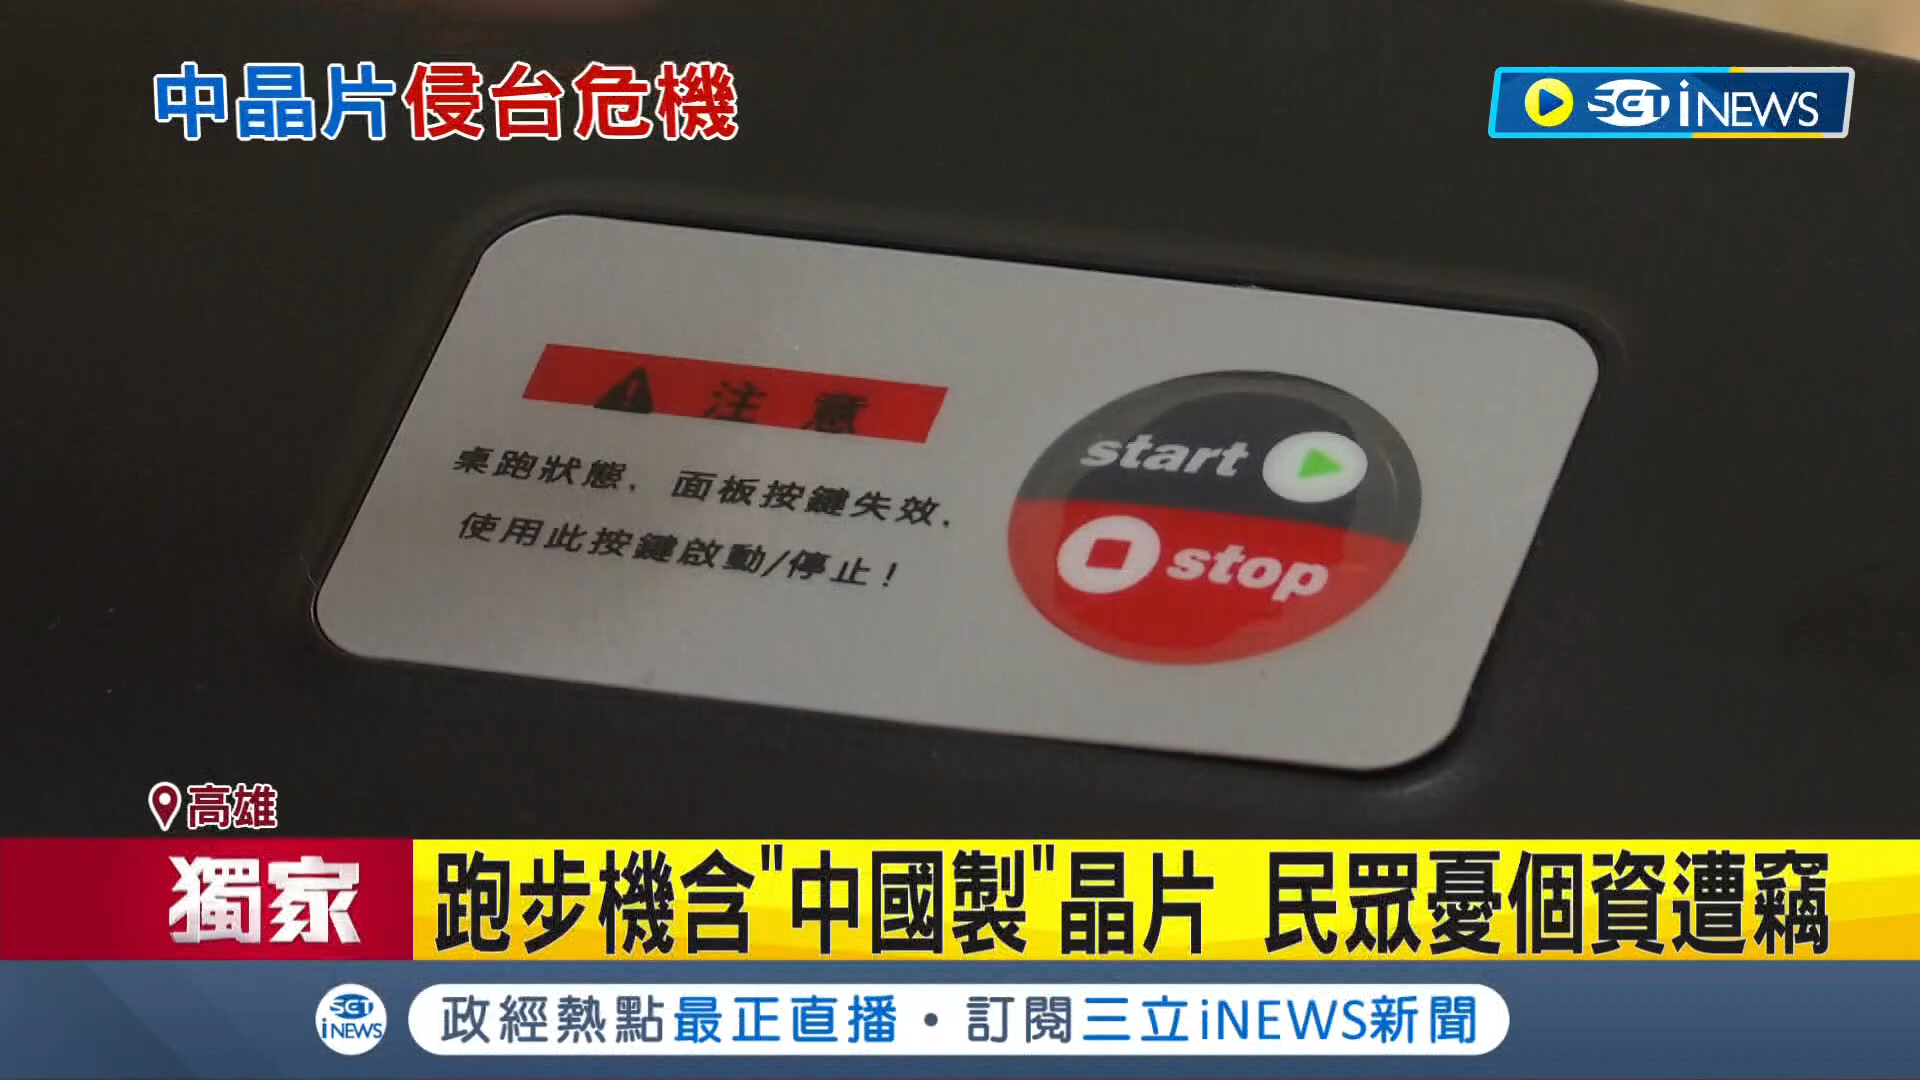 中晶片侵台危機
SET iNEWS
注意
桌跑狀態，面板按鍵失效，
使用此按鍵啟動/停止！
start
stop
高雄
獨家
跑步機含"中國製"晶片 民眾憂個資遭竊
SET iNEWS
政經熱點最正直播・訂閱三立iNEWS新聞